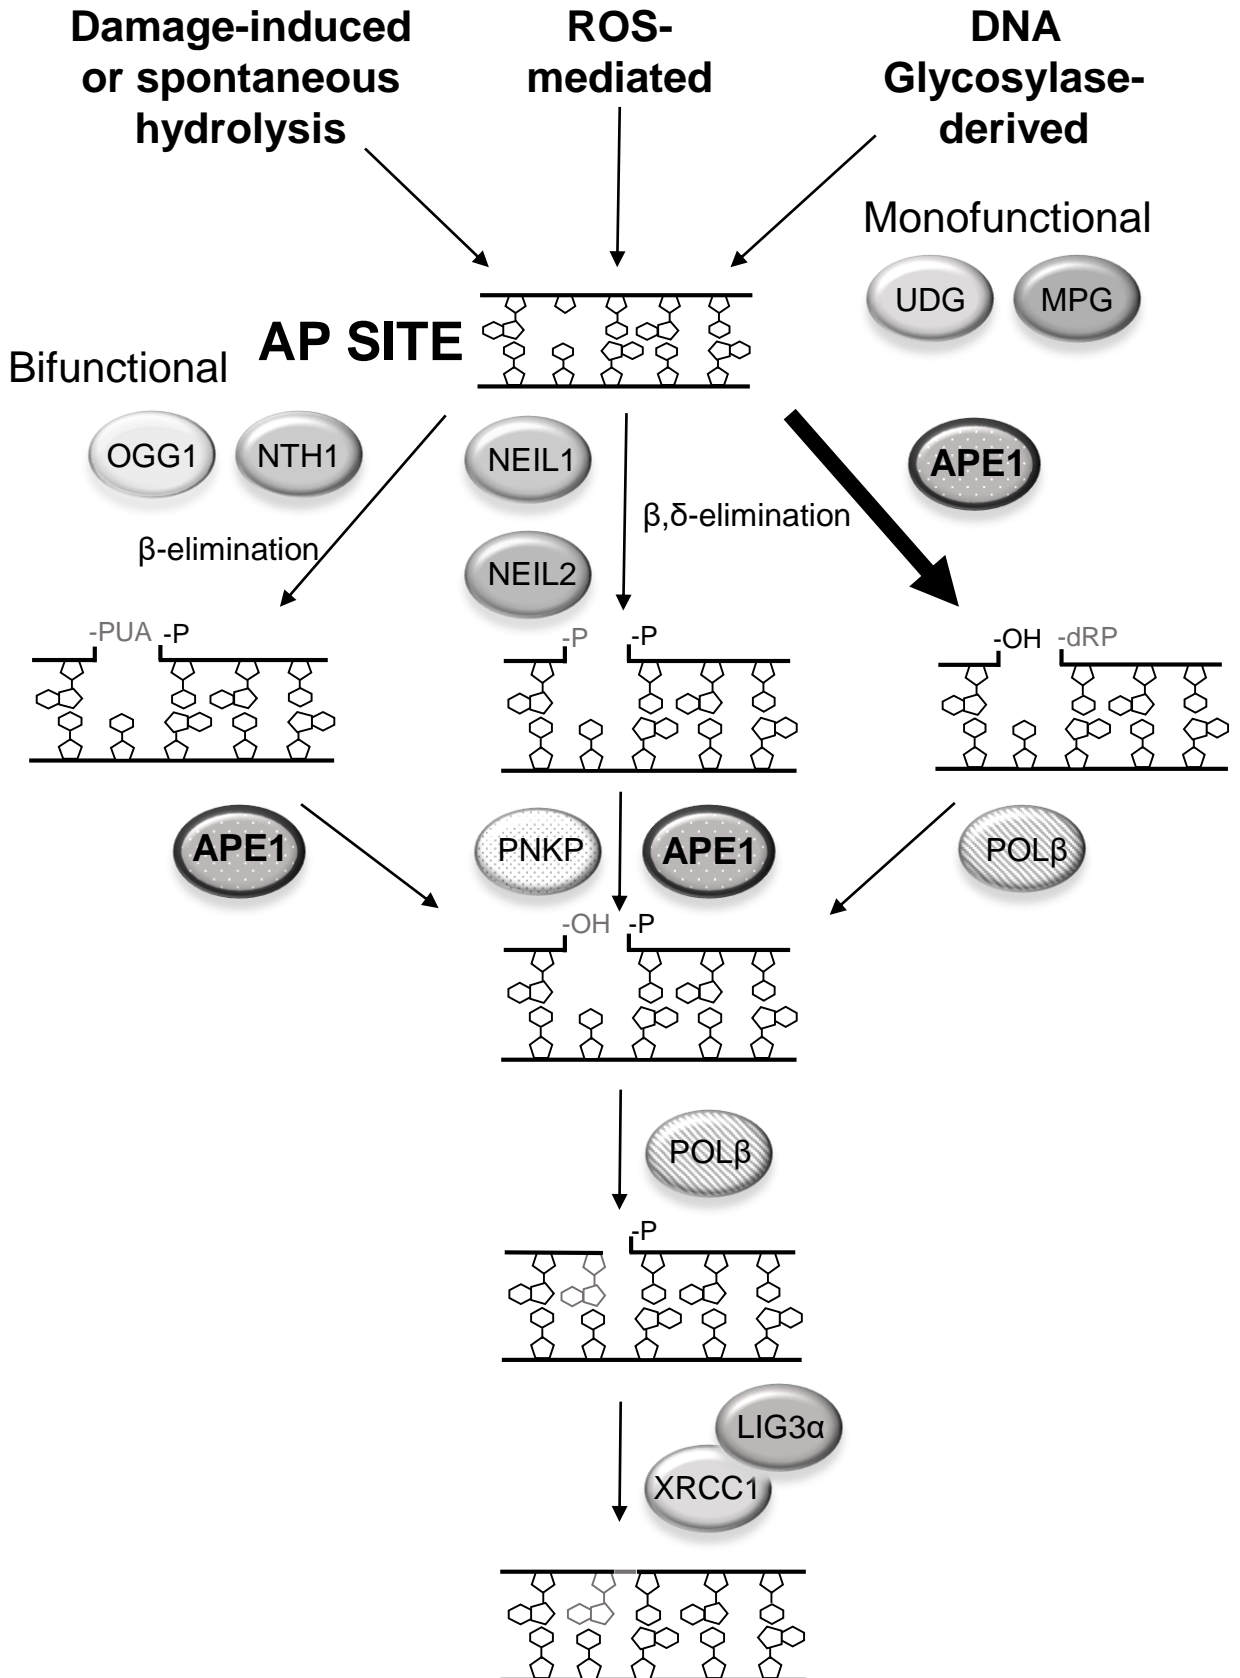 Damage-induced
or spontaneous
hydrolysis
ROS-
mediated
DNA
Glycosylase-
derived
Monofunctional
UDG
MPG
AP SITE
Bifunctional
OGG1
NTH1
NEIL1
NEIL2
APE1
β-elimination
β,δ-elimination
-PUA
-P
-P
-P
-OH
-dRP
APE1
PNKP
APE1
POLβ
-OH
-P
POLβ
-P
LIG3α
XRCC1